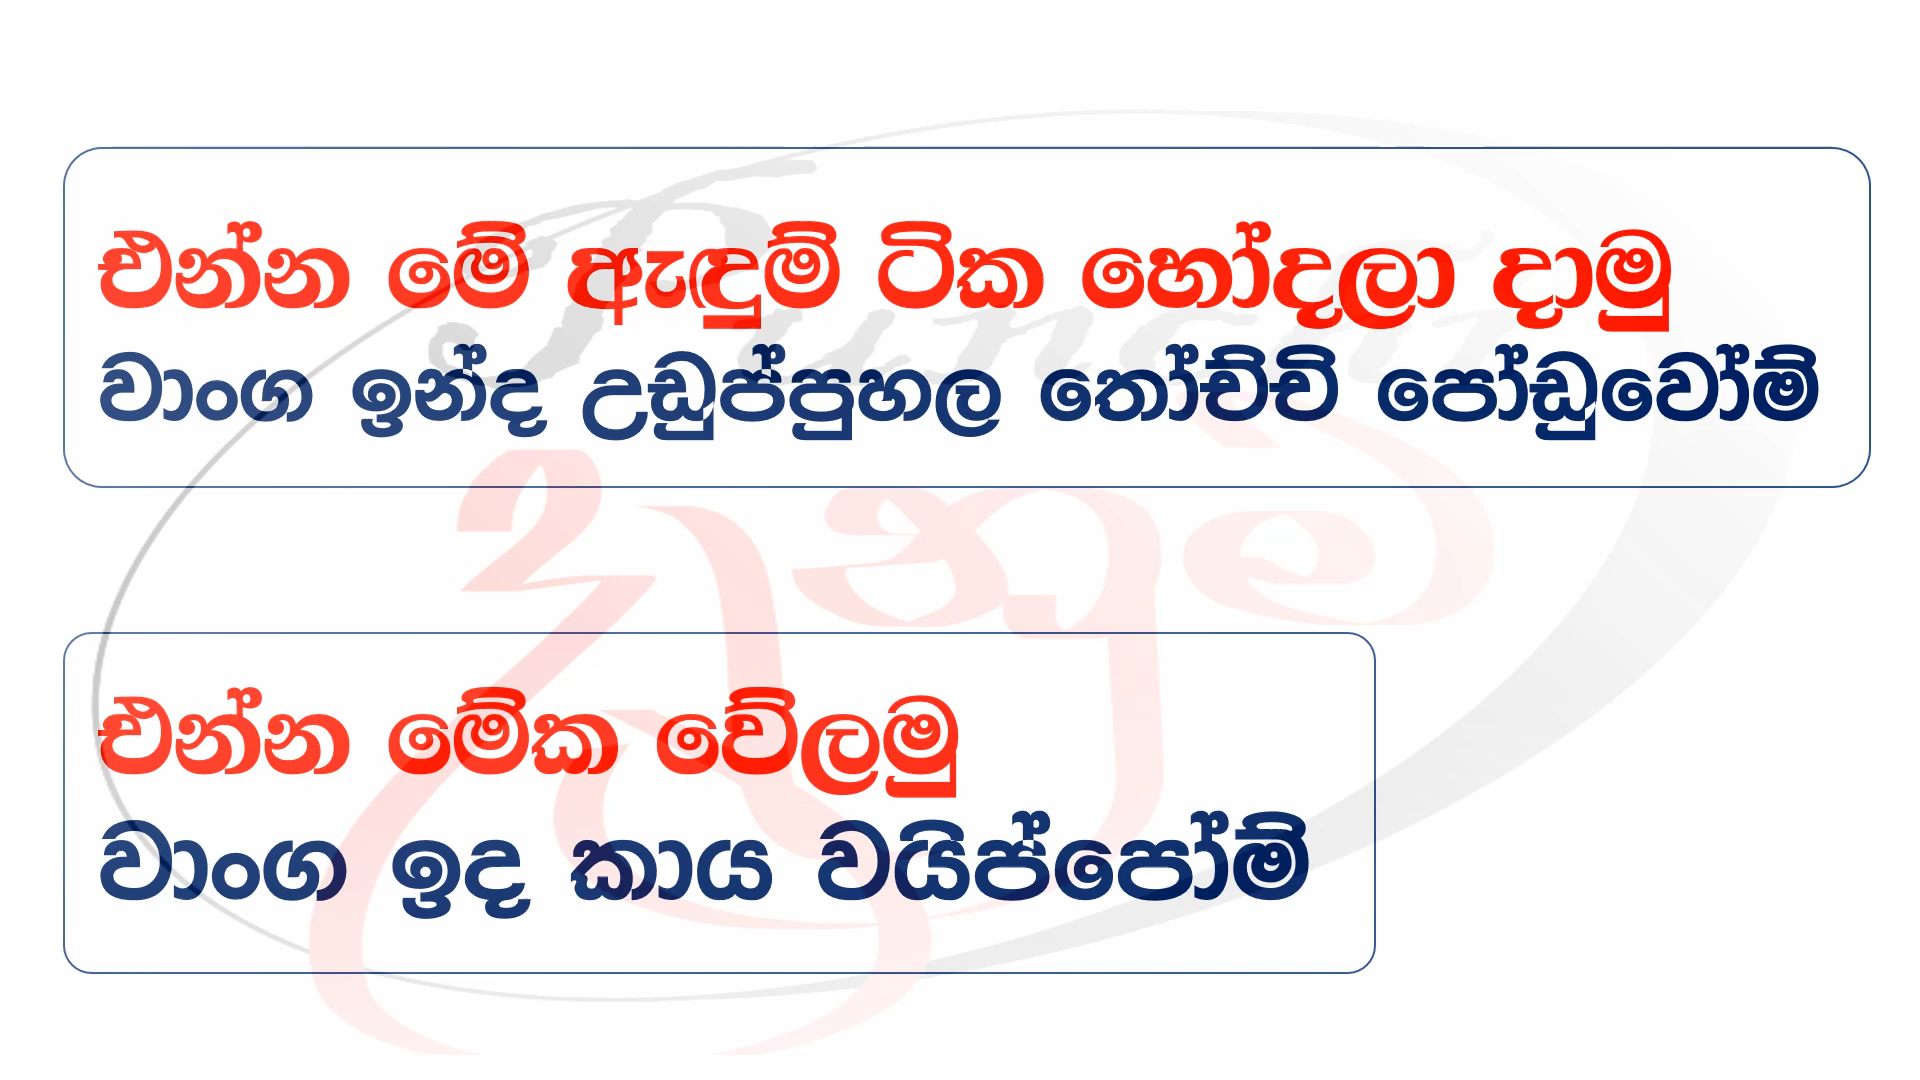 එන්න මේ ඇඳුම් ටික හෝදලා දාමු
වාංග ඉන්ද උඩුප්පුහල තෝච්චි පෝඩුවෝම්
එන්න මේක වේලමු
වාංග ඉද කාය වයිප්පෝම්